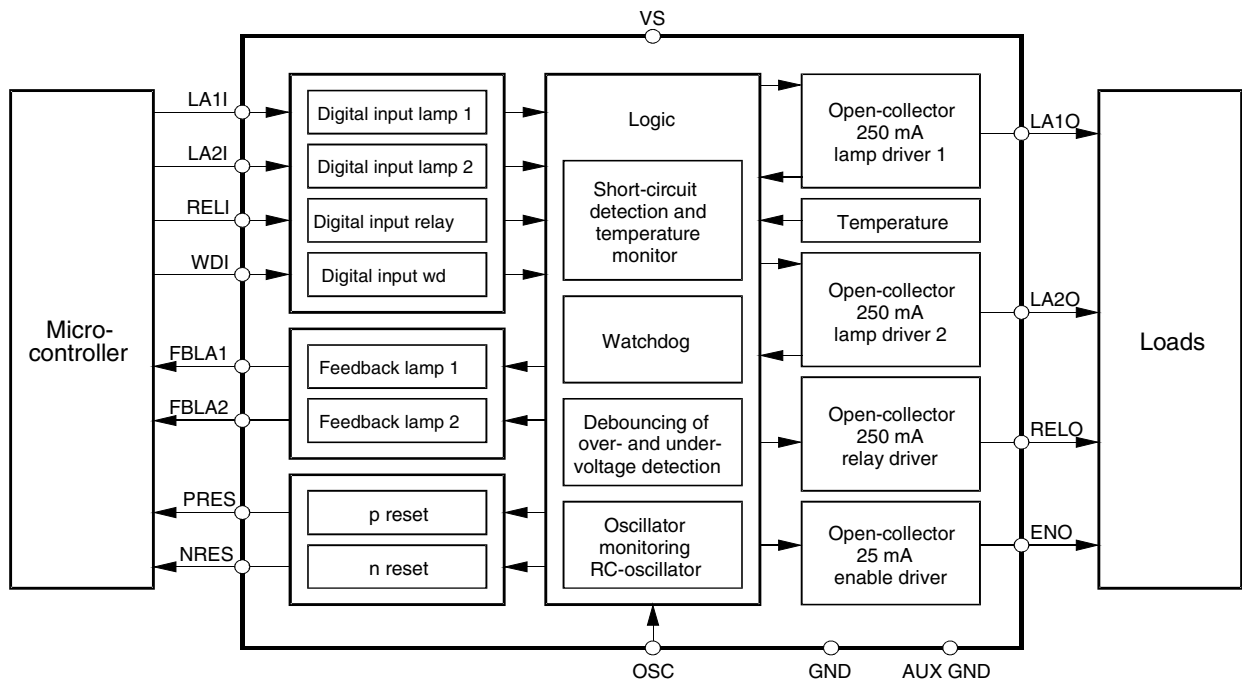 VS
Micro-
controller
LA1I
LA2I
RELI
WDI
FBLA1
FBLA2
PRES
NRES
Digital input lamp 1
Digital input lamp 2
Digital input relay
Digital input wd
Feedback lamp 1
Feedback lamp 2
p reset
n reset
Logic
Short-circuit
detection and
temperature
monitor
Watchdog
Debouncing of
over- and under-
voltage detection
Oscillator
monitoring
RC-oscillator
Open-collector
250 mA
lamp driver 1
Temperature
Open-collector
250 mA
lamp driver 2
Open-collector
250 mA
relay driver
Open-collector
25 mA
enable driver
LA1O
LA2O
RELO
ENO
Loads
OSC
GND
AUX GND